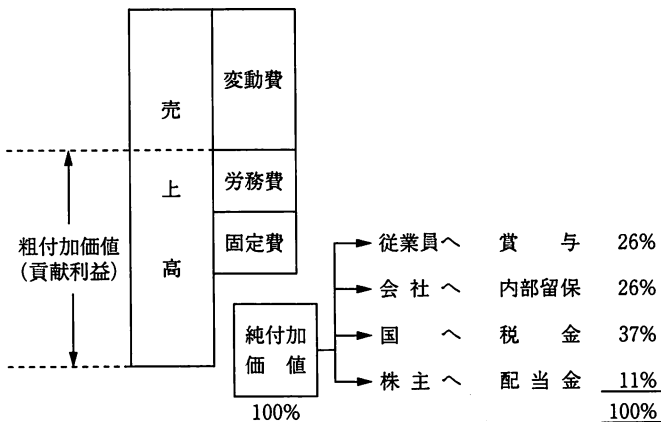 売上高
変動費
労務費
固定費
粗付加価値
(貢献利益)
純付加
価値
100%
従業員へ 賞与 26%
会社へ 内部留保 26%
国へ 税金 37%
株主へ 配当金 11%
100%